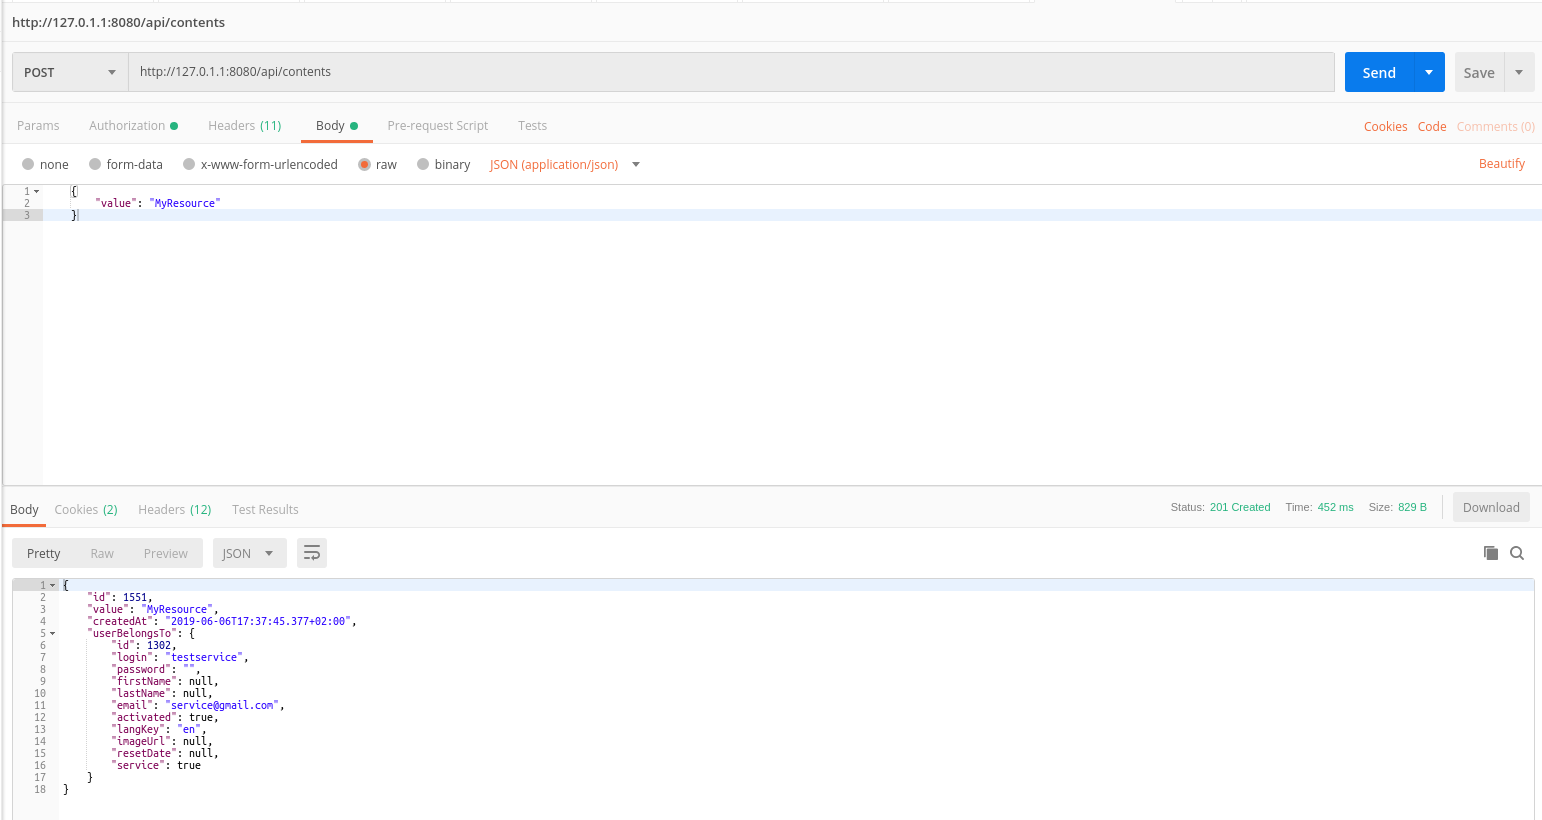 http://127.0.1.1:8080/api/contents
POST http://127.0.1.1:8080/api/contents Send Save
Params Authorization Headers (11) Body Pre-request Script Tests Cookies Code Comments (0)
none form-data x-www-form-urlencoded raw binary JSON (application/json) Beautify
1 {
2 "value": "MyResource"
3 }
Body Cookies (2) Headers (12) Test Results Status: 201 Created Time: 452 ms Size: 829 B Download
Pretty Raw Preview JSON
1 {
2 "id": 1551,
3 "value": "MyResource",
4 "createdAt": "2019-06-06T17:37:45.377+02:00",
5 "userBelongsTo": {
6 "id": 1302,
7 "login": "testservice",
8 "password": "",
9 "firstName": null,
10 "lastName": null,
11 "email": "service@gmail.com",
12 "activated": true,
13 "langKey": "en",
14 "imageUrl": null,
15 "resetDate": null,
16 "service": true
17 }
18 }